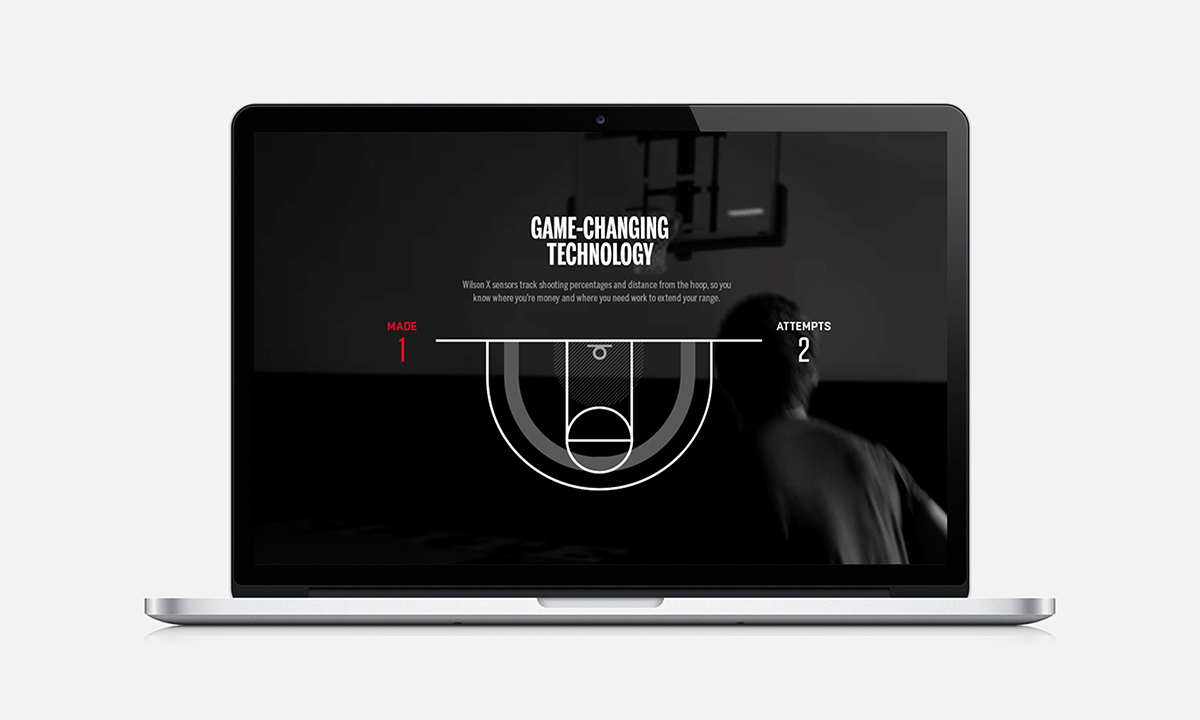 GAME-CHANGING
TECHNOLOGY
Wilson X sensors track shooting percentages and distance from the hoop, so you
know where you're money and where you need work to extend your range.
MADE
1
ATTEMPTS
2